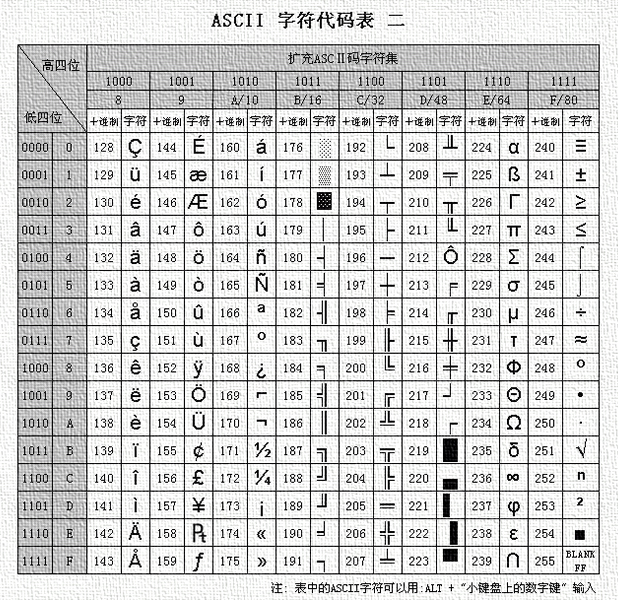 ASCII 字符代码表 二
高四位 扩充ASCⅡ码字符集
1000 1001 1010 1011 1100 1101 1110 1111
低四位 8 9 A/10 B/16 C/32 D/48 E/64 F/80
十进制 字符 十进制 字符 十进制 字符 十进制 字符 十进制 字符 十进制 字符 十进制 字符 十进制 字符
0000 0 128 Ç 144 É 160 á 176 ░ 192 └ 208 ╨ 224 α 240 ≡
0001 1 129 ü 145 æ 161 í 177 ▒ 193 ┴ 209 ╤ 225 ß 241 ±
0010 2 130 é 146 Æ 162 ó 178 ▓ 194 ┬ 210 ╥ 226 Γ 242 ≥
0011 3 131 â 147 ô 163 ú 179 │ 195 ├ 211 ╙ 227 π 243 ≤
0100 4 132 ä 148 ö 164 ñ 180 ┤ 196 ─ 212 Ô 228 Σ 244 ⌠
0101 5 133 à 149 ò 165 Ñ 181 ╡ 197 ┼ 213 ╒ 229 σ 245 ⌡
0110 6 134 å 150 û 166 ª 182 ╢ 198 ╞ 214 ╓ 230 µ 246 ÷
0111 7 135 ç 151 ù 167 º 183 ╖ 199 ╟ 215 ╫ 231 τ 247 ≈
1000 8 136 ê 152 ÿ 168 ¿ 184 ╕ 200 ╚ 216 ╪ 232 Φ 248 °
1001 9 137 ë 153 Ö 169 ⌐ 185 ╣ 201 ╔ 217 ┘ 233 Θ 249 •
1010 A 138 è 154 Ü 170 ¬ 186 ║ 202 ╩ 218 ┌ 234 Ω 250 ·
1011 B 139 ï 155 ¢ 171 ½ 187 ╗ 203 ╦ 219 █ 235 δ 251 √
1100 C 140 î 156 £ 172 ¼ 188 ╝ 204 ╠ 220 ▄ 236 ∞ 252 ⁿ
1101 D 141 ì 157 ¥ 173 ¡ 189 ╜ 205 ═ 221 ▌ 237 φ 253 ²
1110 E 142 Ä 158 ₧ 174 « 190 ╛ 206 ╬ 222 ▐ 238 ε 254 ■
1111 F 143 Å 159 ƒ 175 » 191 ┐ 207 ╧ 223 ▀ 239 ∩ 255 BLANK FF
注: 表中的ASCII字符可以用:ALT + "小键盘上的数字键" 输入